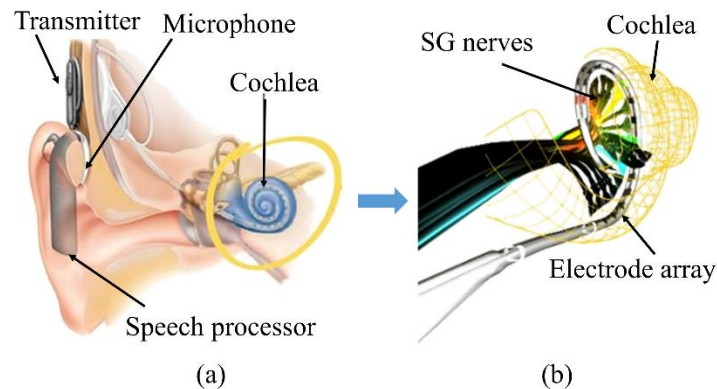 Transmitter
Microphone
Cochlea
Speech processor
(a)
SG nerves
Cochlea
Electrode array
(b)